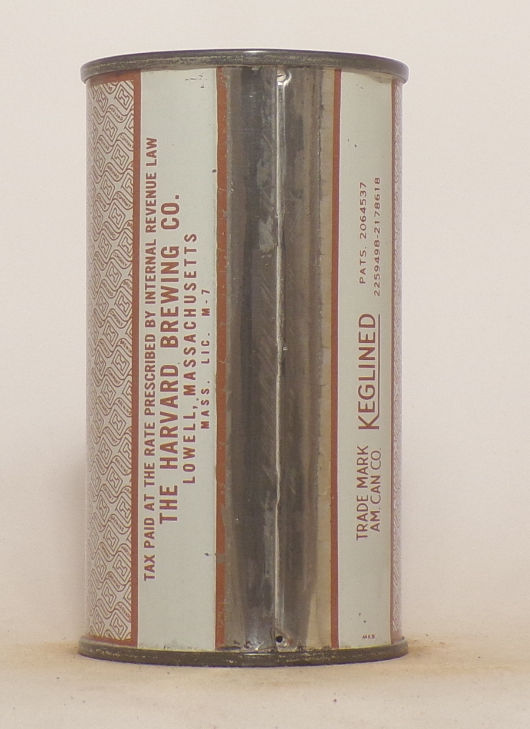 TAX PAID AT THE RATE PRESCRIBED BY INTERNAL REVENUE LAW
THE HARVARD BREWING CO.
LOWELL, MASSACHUSETTS
MASS. LIC. M-7
TRADE MARK
AM. CAN CO.
KEGLINED
PATS. 2064537
2259498-2178618